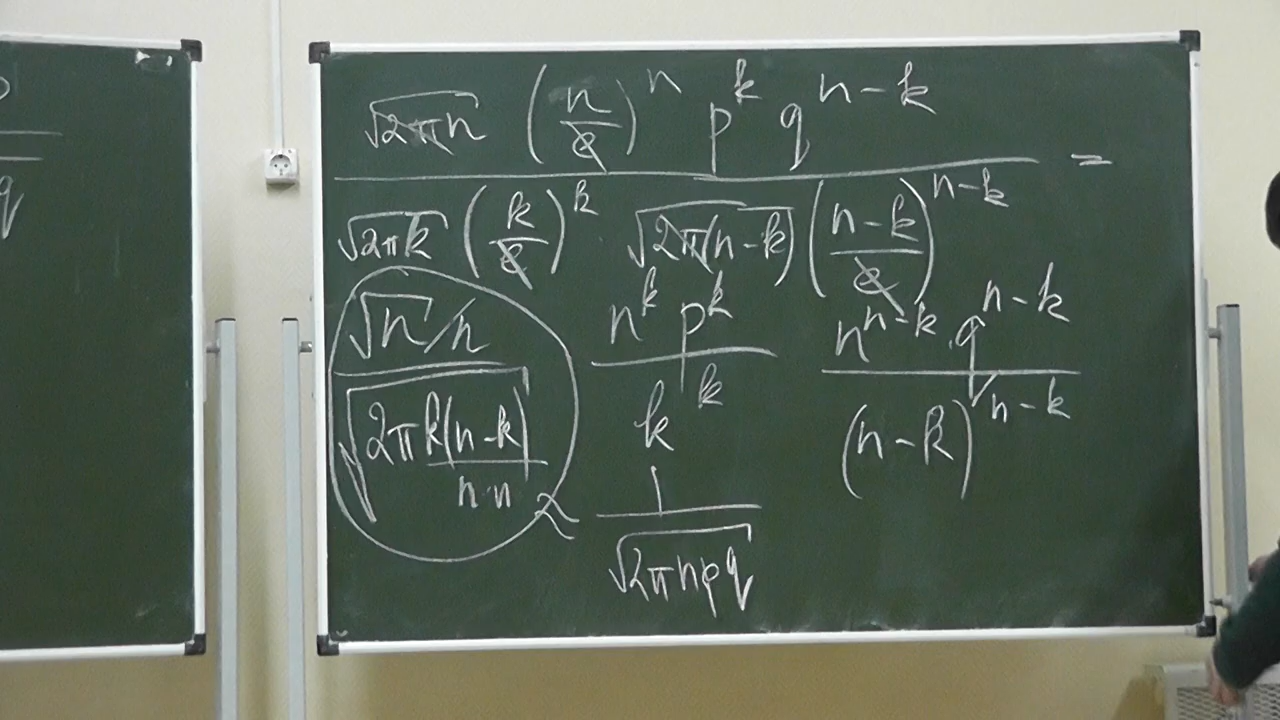 q
√2πn (n/e)^n p^k q^{n-k}
=
√2πk (k/e)^k · √2π(n-k) ((n-k)/e)^{n-k}
√n/n
n^k p^k
n^{n-k} · q^{n-k}
√2πk(n-k)
k^k
(n-k)^{n-k}
n·n
~
1
√2πnpq